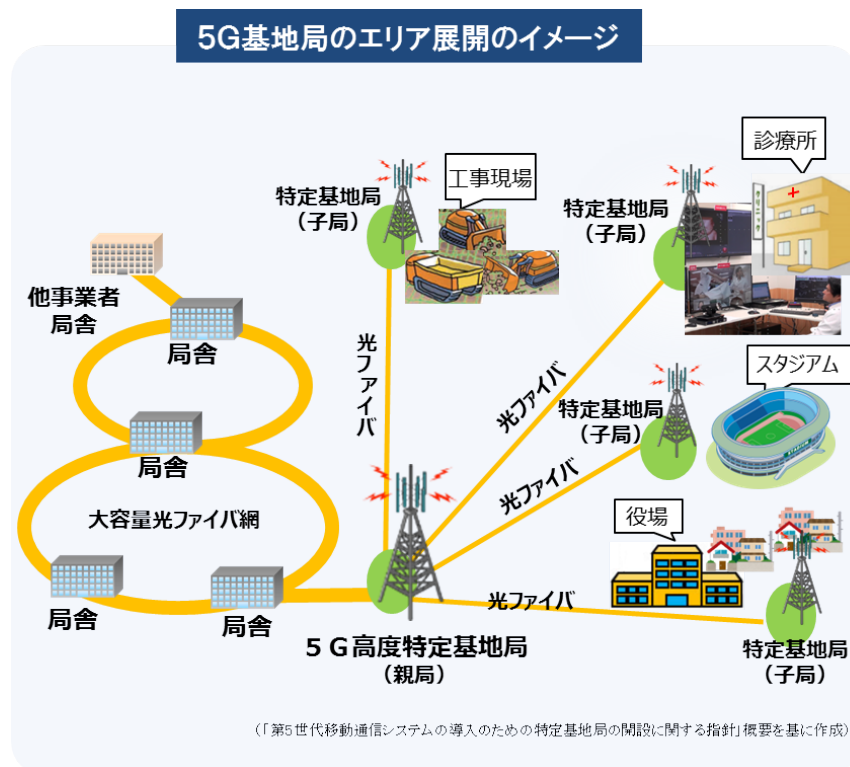 5G基地局のエリア展開のイメージ
診療所
工事現場
特定基地局
（子局）
特定基地局
（子局）
クリニック
他事業者
局舎
局舎
光ファイバ
光ファイバ
スタジアム
特定基地局
（子局）
STADIUM
局舎
光ファイバ
大容量光ファイバ網
役場
局舎
局舎
光ファイバ
５Ｇ高度特定基地局
（親局）
特定基地局
（子局）
（「第5世代移動通信システムの導入のための特定基地局の開設に関する指針」概要を基に作成）